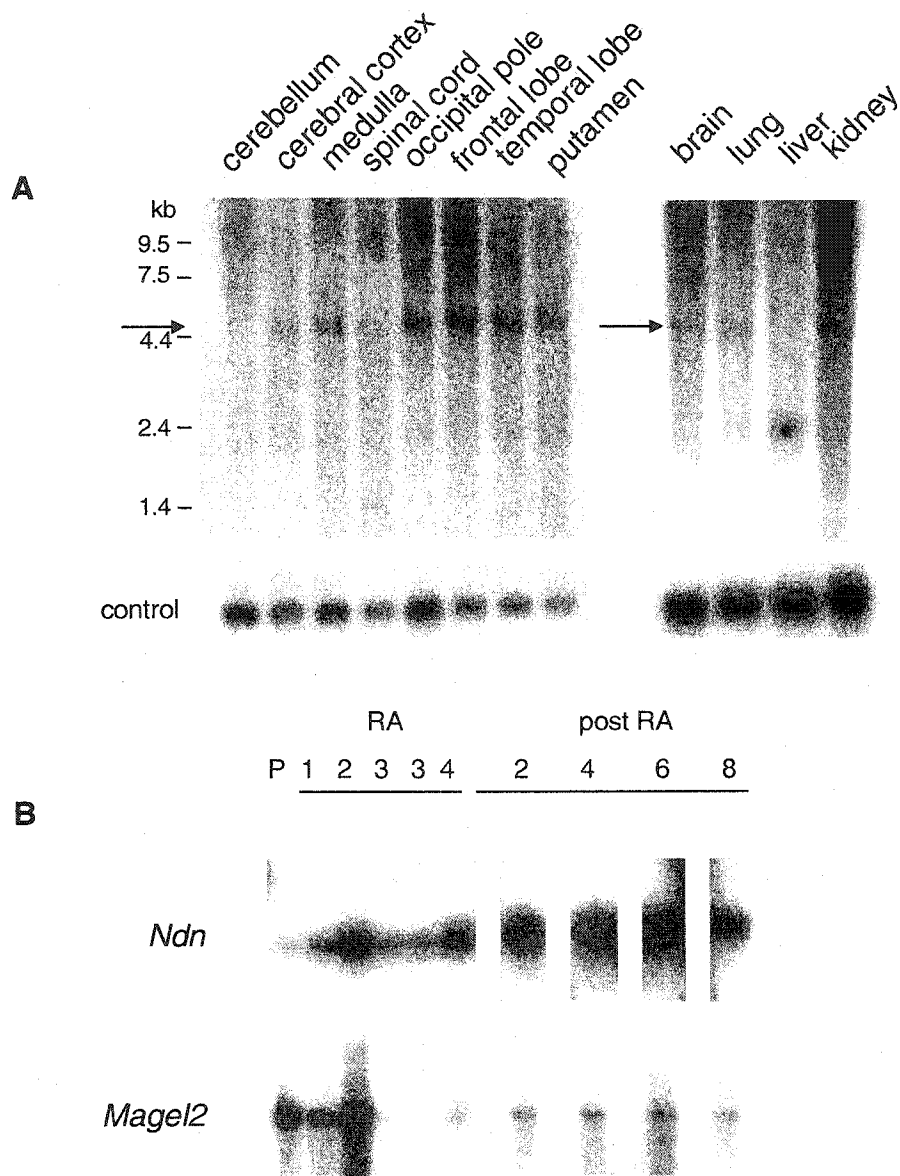 cerebellum
cerebral cortex
medulla
spinal cord
occipital pole
frontal lobe
temporal lobe
putamen
brain
lung
liver
kidney
A
kb
9.5
7.5
4.4
2.4
1.4
control
RA post RA
P 1 2 3 3 4 2 4 6 8
B
Ndn
Magel2